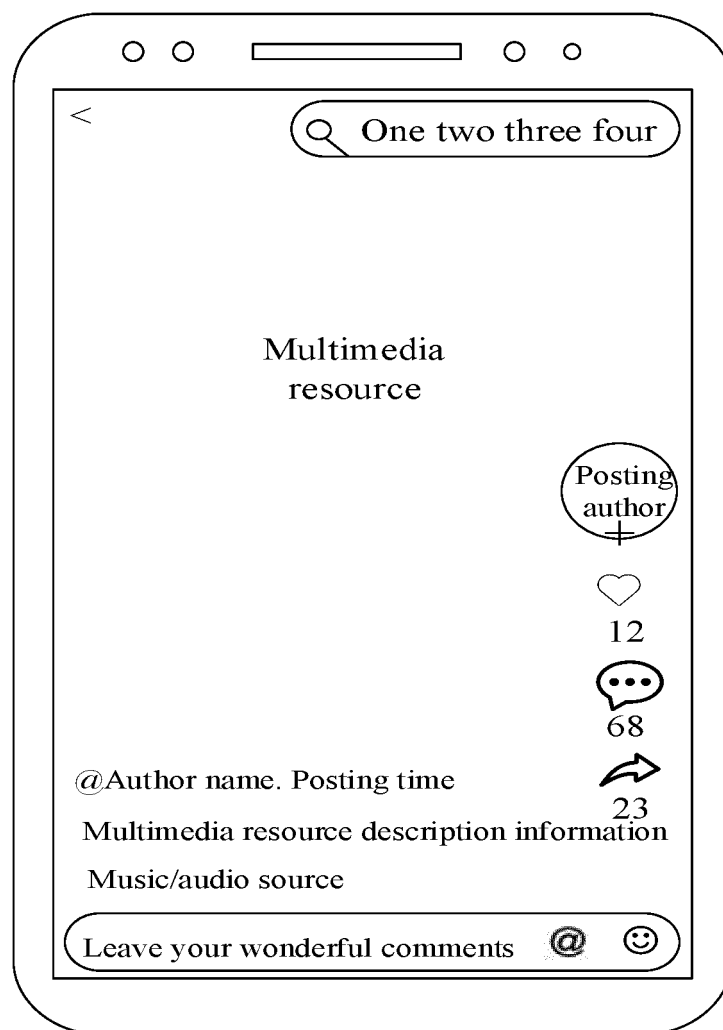 <
One two three four
Multimedia
resource
Posting
author
12
68
23
@Author name. Posting time
Multimedia resource description information
Music/audio source
Leave your wonderful comments @